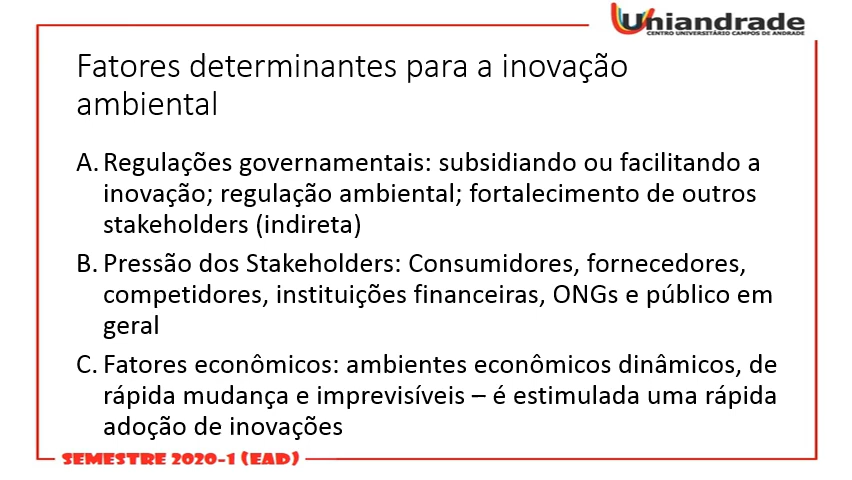 Uniandrade
CENTRO UNIVERSITÁRIO CAMPOS DE ANDRADE
Fatores determinantes para a inovação
ambiental
A. Regulações governamentais: subsidiando ou facilitando a
inovação; regulação ambiental; fortalecimento de outros
stakeholders (indireta)
B. Pressão dos Stakeholders: Consumidores, fornecedores,
competidores, instituições financeiras, ONGs e público em
geral
C. Fatores econômicos: ambientes econômicos dinâmicos, de
rápida mudança e imprevisíveis – é estimulada uma rápida
adoção de inovações
SEMESTRE 2020-1 (EAD)